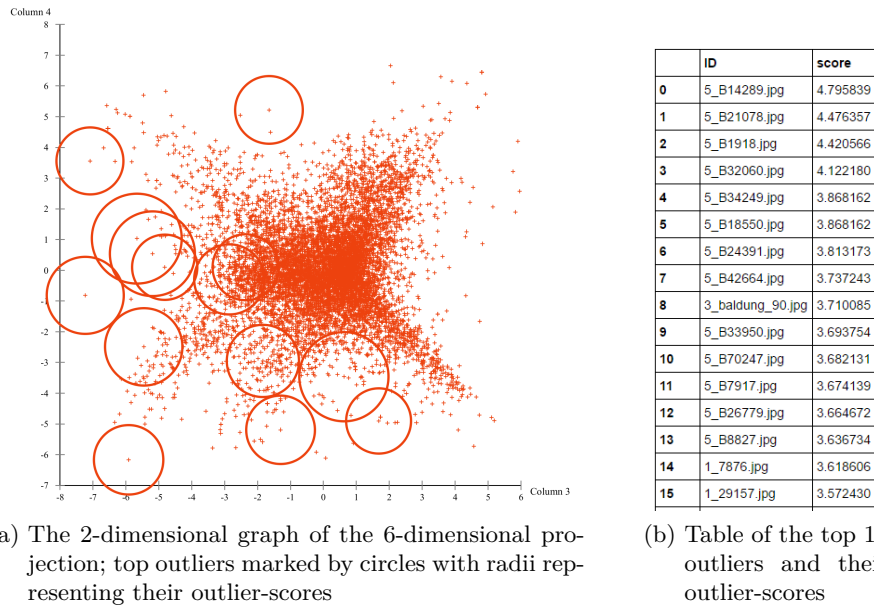 Column 4
8
7
6
5
4
3
2
1
0
-1
-2
-3
-4
-5
-6
-7
-8 -7 -6 -5 -4 -3 -2 -1 0 1 2 3 4 5 6
Column 3
ID score
0 5_B14289.jpg 4.795839
1 5_B21078.jpg 4.476357
2 5_B1918.jpg 4.420566
3 5_B32060.jpg 4.122180
4 5_B34249.jpg 3.868162
5 5_B18550.jpg 3.868162
6 5_B24391.jpg 3.813173
7 5_B42664.jpg 3.737243
8 3_baldung_90.jpg 3.710085
9 5_B33950.jpg 3.693754
10 5_B70247.jpg 3.682131
11 5_B7917.jpg 3.674139
12 5_B26779.jpg 3.664672
13 5_B8827.jpg 3.636734
14 1_7876.jpg 3.618606
15 1_29157.jpg 3.572430
a) The 2-dimensional graph of the 6-dimensional pro-
jection; top outliers marked by circles with radii rep-
resenting their outlier-scores
(b) Table of the top 1
outliers and thei
outlier-scores